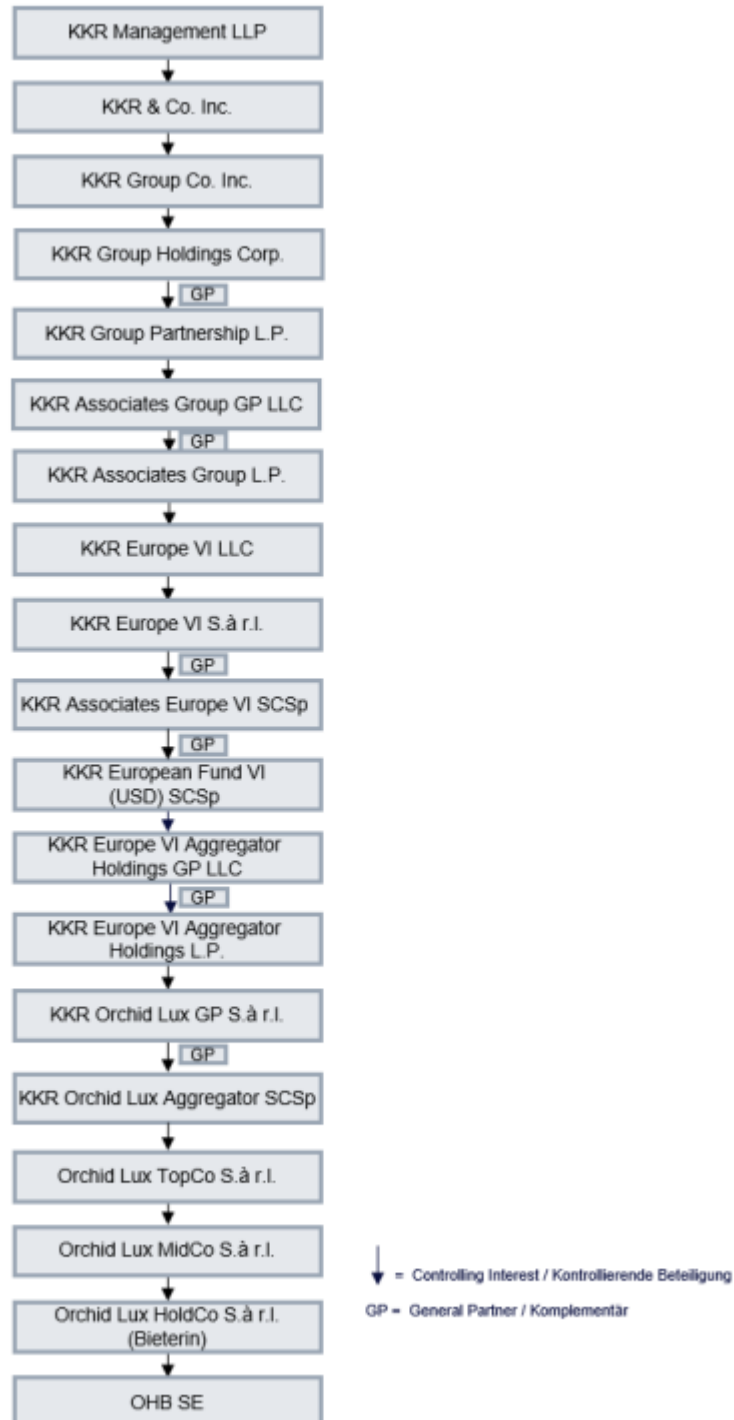 KKR Management LLP
KKR & Co. Inc.
KKR Group Co. Inc.
KKR Group Holdings Corp.
GP
KKR Group Partnership L.P.
KKR Associates Group GP LLC
GP
KKR Associates Group L.P.
KKR Europe VI LLC
KKR Europe VI S.à r.l.
GP
KKR Associates Europe VI SCSp
GP
KKR European Fund VI
(USD) SCSp
KKR Europe VI Aggregator
Holdings GP LLC
GP
KKR Europe VI Aggregator
Holdings L.P.
KKR Orchid Lux GP S.à r.l.
GP
KKR Orchid Lux Aggregator SCSp
Orchid Lux TopCo S.à r.l.
Orchid Lux MidCo S.à r.l.
Orchid Lux HoldCo S.à r.l.
(Bieterin)
OHB SE
= Controlling Interest / Kontrollierende Beteiligung
GP = General Partner / Komplementär